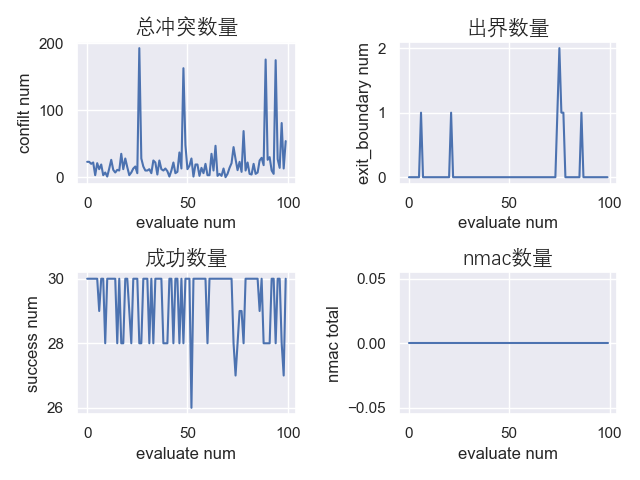 总冲突数量
200
100
0
conflit num
0
50
100
evaluate num
出界数量
2
1
0
exit_boundary num
0
50
100
evaluate num
成功数量
30
28
26
success num
0
50
100
evaluate num
nmac数量
0.05
0.00
−0.05
nmac total
0
50
100
evaluate num